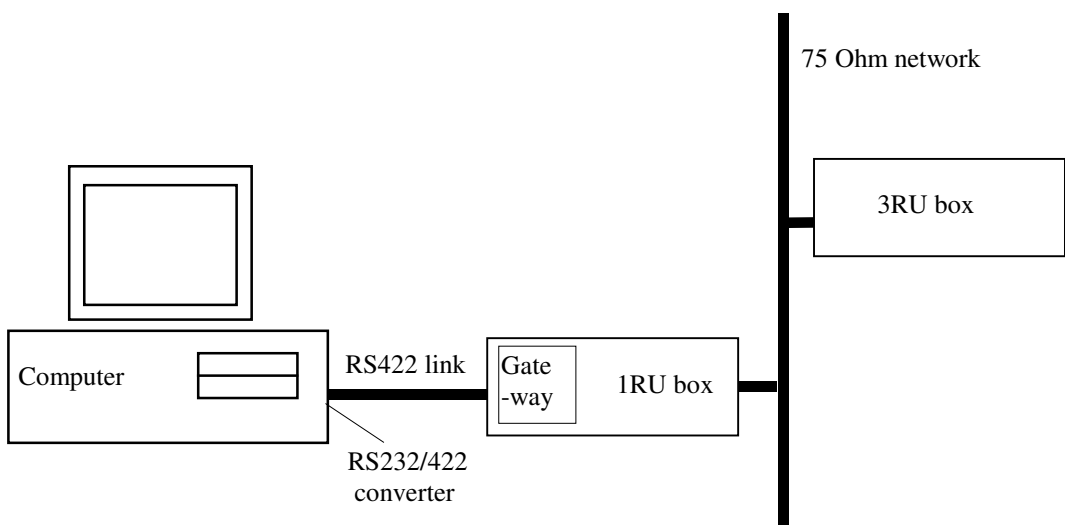 75 Ohm network
3RU box
Computer
RS422 link
Gate
-way
1RU box
RS232/422
converter